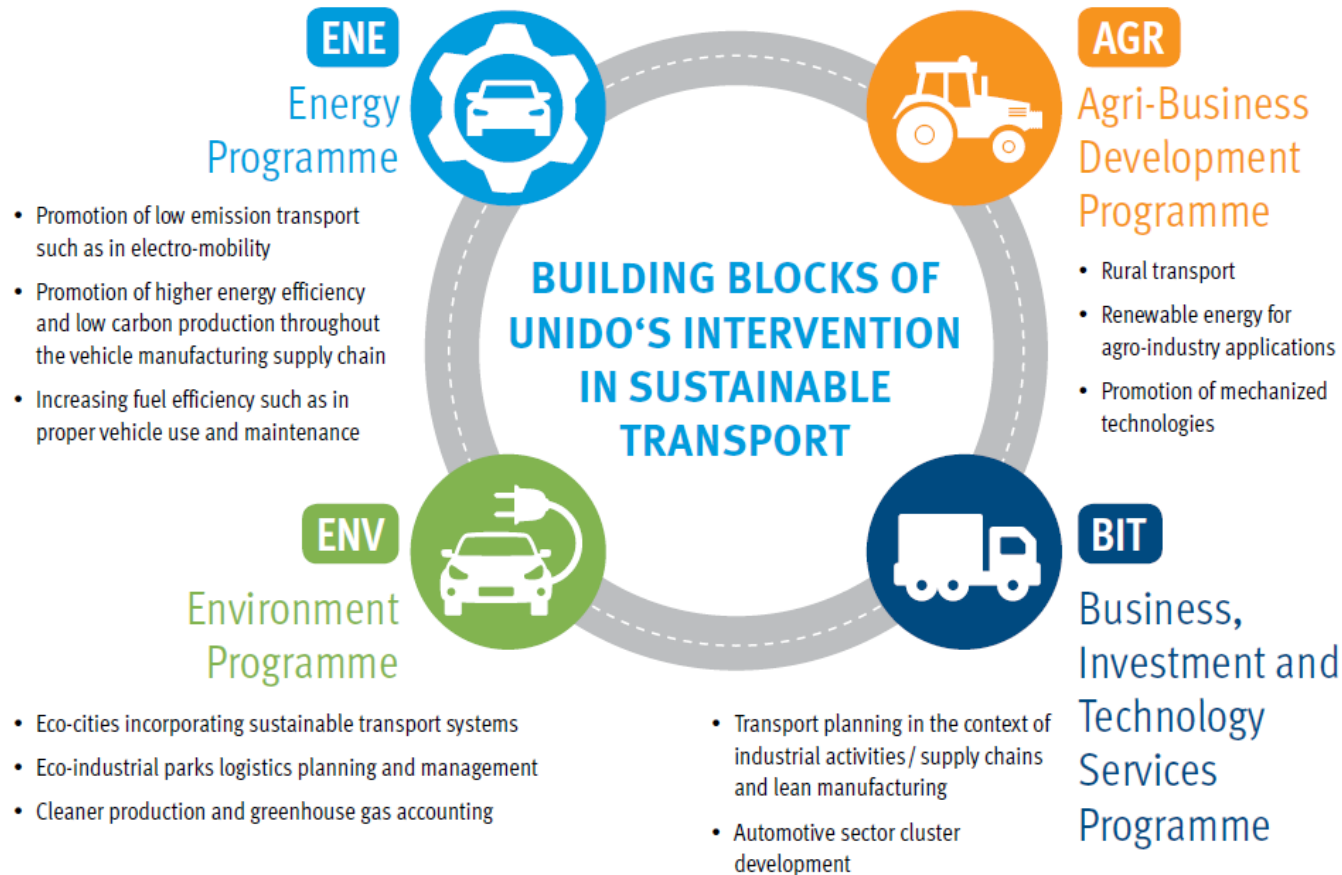 ENE
Energy
Programme
• Promotion of low emission transport
such as in electro-mobility
• Promotion of higher energy efficiency
and low carbon production throughout
the vehicle manufacturing supply chain
• Increasing fuel efficiency such as in
proper vehicle use and maintenance
AGR
Agri-Business
Development
Programme
• Rural transport
• Renewable energy for
agro-industry applications
• Promotion of mechanized
technologies
BUILDING BLOCKS OF
UNIDO‘S INTERVENTION
IN SUSTAINABLE
TRANSPORT
ENV
Environment
Programme
• Eco-cities incorporating sustainable transport systems
• Eco-industrial parks logistics planning and management
• Cleaner production and greenhouse gas accounting
BIT
Business,
Investment and
Technology
Services
Programme
• Transport planning in the context of
industrial activities / supply chains
and lean manufacturing
• Automotive sector cluster
development